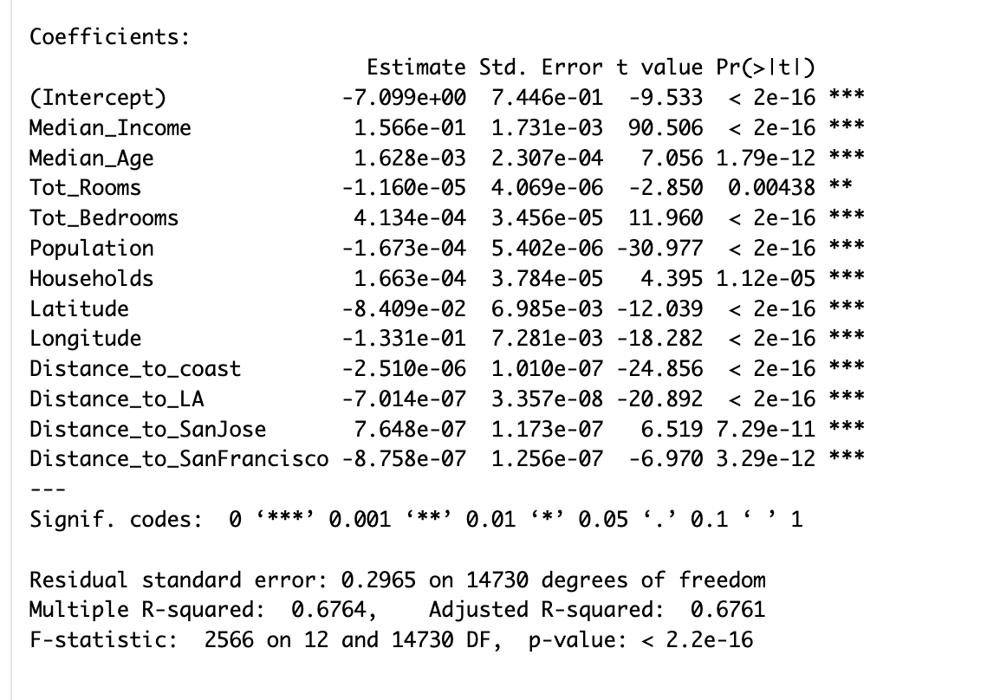 Coefficients:
Estimate Std. Error t value Pr(>|t|)
(Intercept) -7.099e+00 7.446e-01 -9.533 < 2e-16 ***
Median_Income 1.566e-01 1.731e-03 90.506 < 2e-16 ***
Median_Age 1.628e-03 2.307e-04 7.056 1.79e-12 ***
Tot_Rooms -1.160e-05 4.069e-06 -2.850 0.00438 **
Tot_Bedrooms 4.134e-04 3.456e-05 11.960 < 2e-16 ***
Population -1.673e-04 5.402e-06 -30.977 < 2e-16 ***
Households 1.663e-04 3.784e-05 4.395 1.12e-05 ***
Latitude -8.409e-02 6.985e-03 -12.039 < 2e-16 ***
Longitude -1.331e-01 7.281e-03 -18.282 < 2e-16 ***
Distance_to_coast -2.510e-06 1.010e-07 -24.856 < 2e-16 ***
Distance_to_LA -7.014e-07 3.357e-08 -20.892 < 2e-16 ***
Distance_to_SanJose 7.648e-07 1.173e-07 6.519 7.29e-11 ***
Distance_to_SanFrancisco -8.758e-07 1.256e-07 -6.970 3.29e-12 ***
---
Signif. codes: 0 ‘***’ 0.001 ‘**’ 0.01 ‘*’ 0.05 ‘.’ 0.1 ‘ ’ 1
Residual standard error: 0.2965 on 14730 degrees of freedom
Multiple R-squared: 0.6764, Adjusted R-squared: 0.6761
F-statistic: 2566 on 12 and 14730 DF, p-value: < 2.2e-16